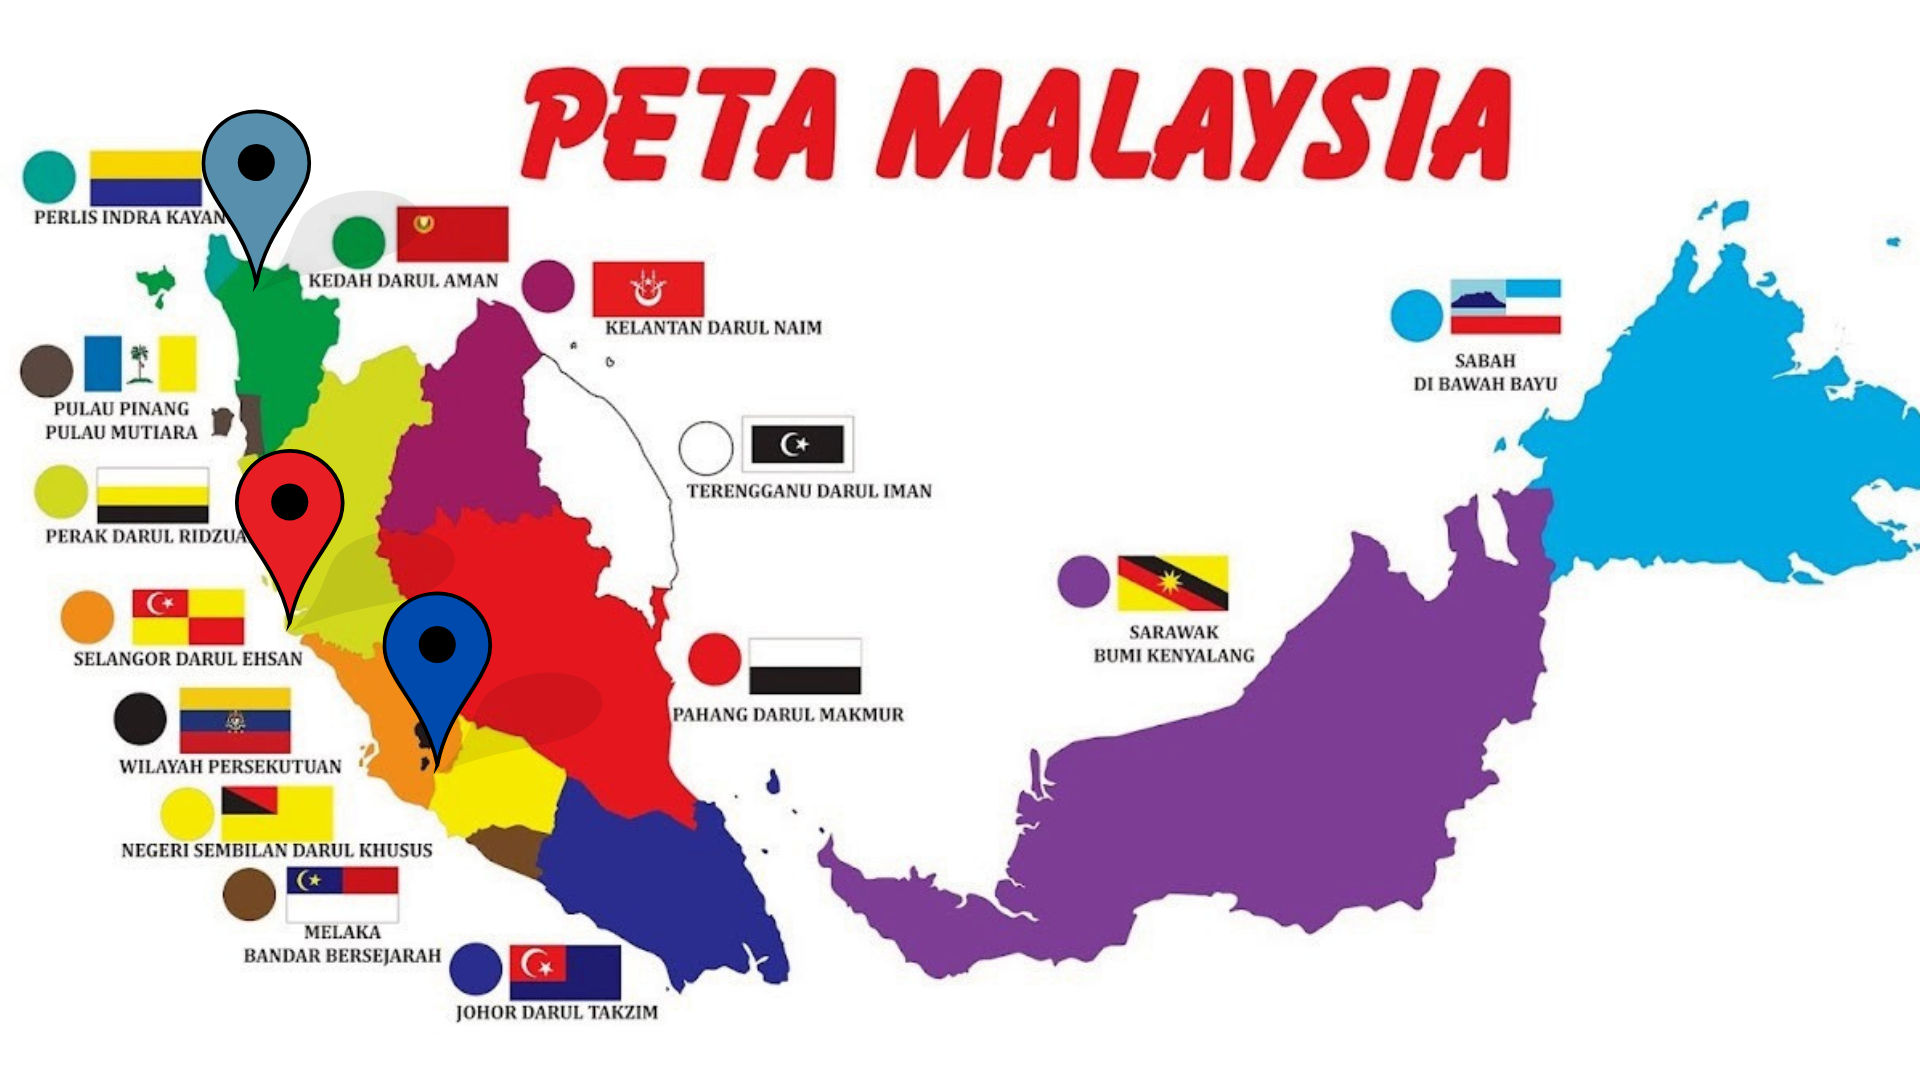 PETA MALAYSIA
PERLIS INDRA KAYAN
KEDAH DARUL AMAN
KELANTAN DARUL NAIM
PULAU PINANG
PULAU MUTIARA
SABAH
DI BAWAH BAYU
TERENGGANU DARUL IMAN
PERAK DARUL RIDZUA
SELANGOR DARUL EHSAN
SARAWAK
BUMI KENYALANG
PAHANG DARUL MAKMUR
WILAYAH PERSEKUTUAN
NEGERI SEMBILAN DARUL KHUSUS
MELAKA
BANDAR BERSEJARAH
JOHOR DARUL TAKZIM